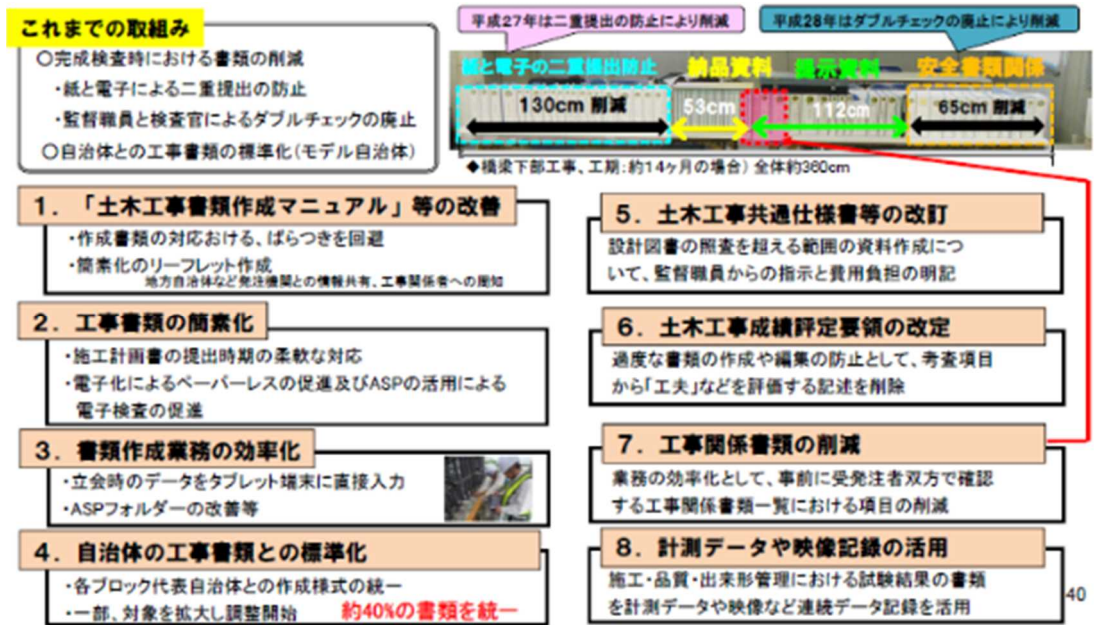 これまでの取組み
○完成検査時における書類の削減
・紙と電子による二重提出の防止
・監督職員と検査官によるダブルチェックの廃止
○自治体との工事書類の標準化(モデル自治体)
平成27年は二重提出の防止により削減
平成28年はダブルチェックの廃止により削減
紙と電子の二重提出防止
納品資料
提示資料
安全書類関係
130cm 削減
53cm
112cm
65cm 削減
◆橋梁下部工事、工期:約14ヶ月の場合) 全体約360cm
1. 「土木工事書類作成マニュアル」等の改善
・作成書類の対応おける、ばらつきを回避
・簡素化のリーフレット作成
地方自治体など発注機関との情報共有、工事関係者への周知
2. 工事書類の簡素化
・施工計画書の提出時期の柔軟な対応
・電子化によるペーパーレスの促進及びASPの活用による
電子検査の促進
3. 書類作成業務の効率化
・立会時のデータをタブレット端末に直接入力
・ASPフォルダーの改善等
4. 自治体の工事書類との標準化
・各ブロック代表自治体との作成様式の統一
・一部、対象を拡大し調整開始
約40%の書類を統一
5. 土木工事共通仕様書等の改訂
設計図書の照査を超える範囲の資料作成につ
いて、監督職員からの指示と費用負担の明記
6. 土木工事成績評定要領の改定
過度な書類の作成や編集の防止として、考査項目
から「工夫」などを評価する記述を削除
7. 工事関係書類の削減
業務の効率化として、事前に受発注者双方で確認
する工事関係書類一覧における項目の削減
8. 計測データや映像記録の活用
施工・品質・出来形管理における試験結果の書類
を計測データや映像など連続データ記録を活用
40